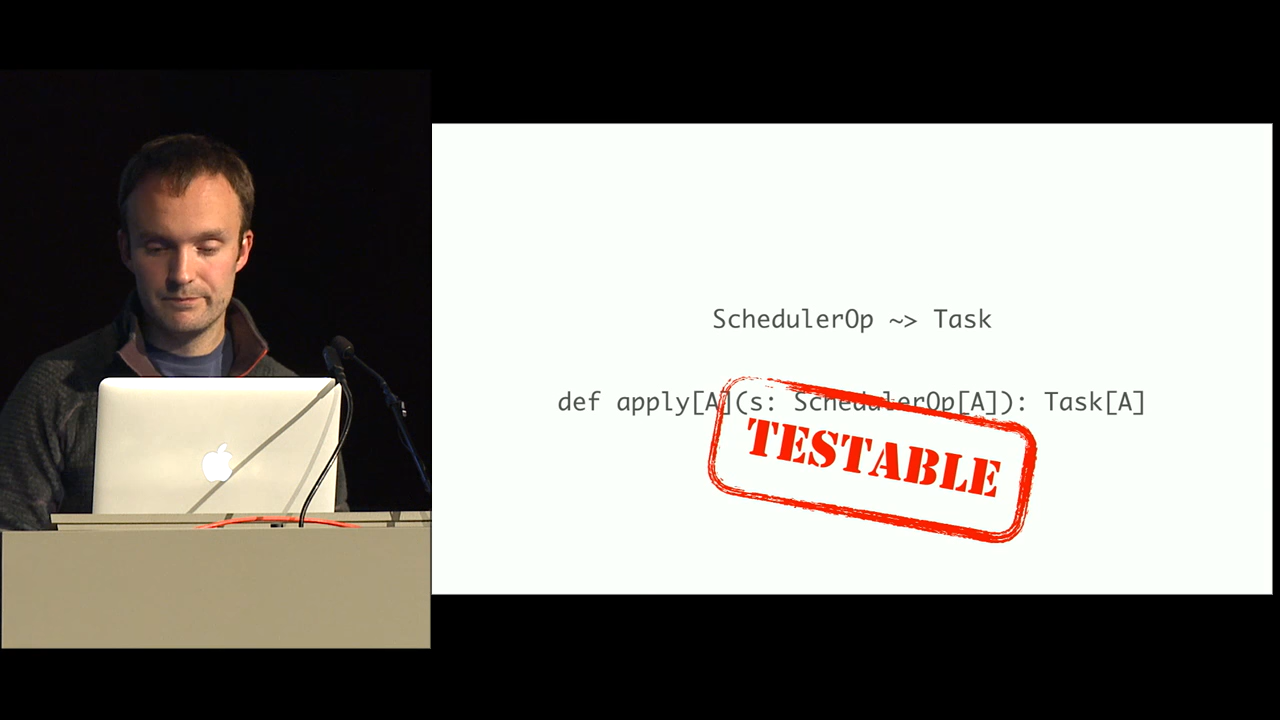 SchedulerOp ~> Task
def apply[A](s: SchedulerOp[A]): Task[A]
TESTABLE